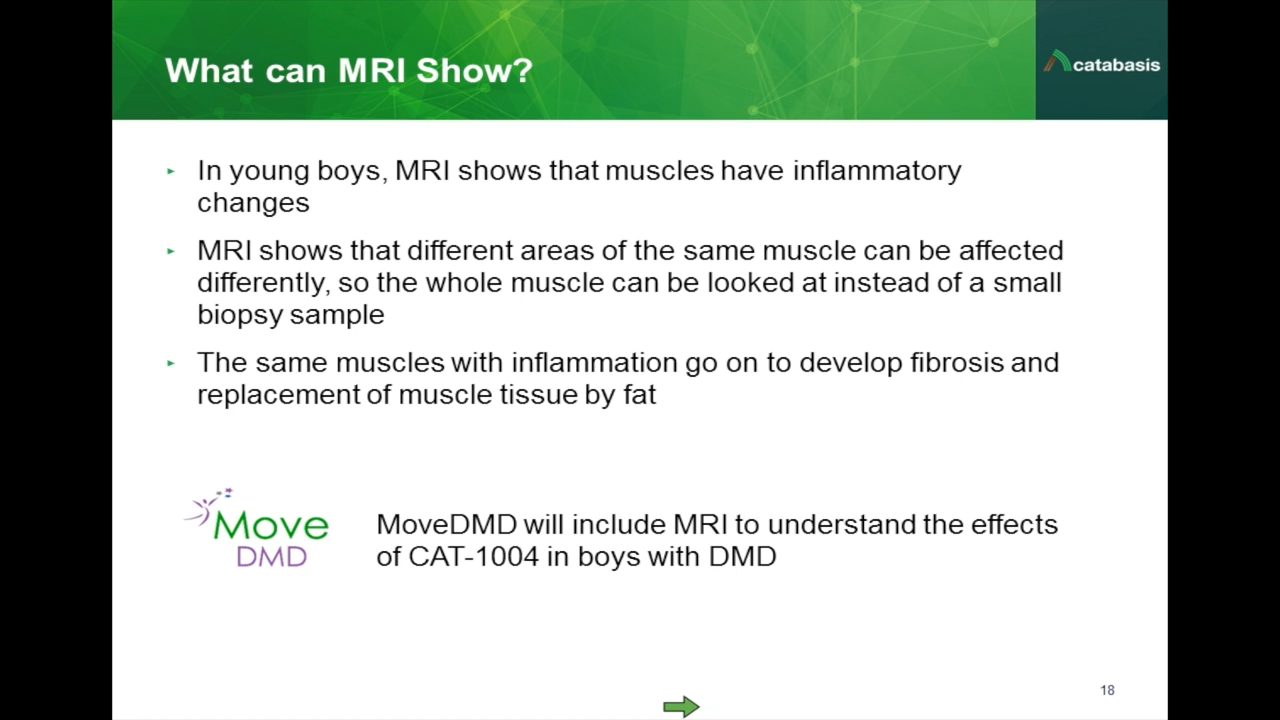 What can MRI Show?
catabasis
In young boys, MRI shows that muscles have inflammatory
changes
MRI shows that different areas of the same muscle can be affected
differently, so the whole muscle can be looked at instead of a small
biopsy sample
The same muscles with inflammation go on to develop fibrosis and
replacement of muscle tissue by fat
Move
DMD
MoveDMD will include MRI to understand the effects
of CAT-1004 in boys with DMD
18